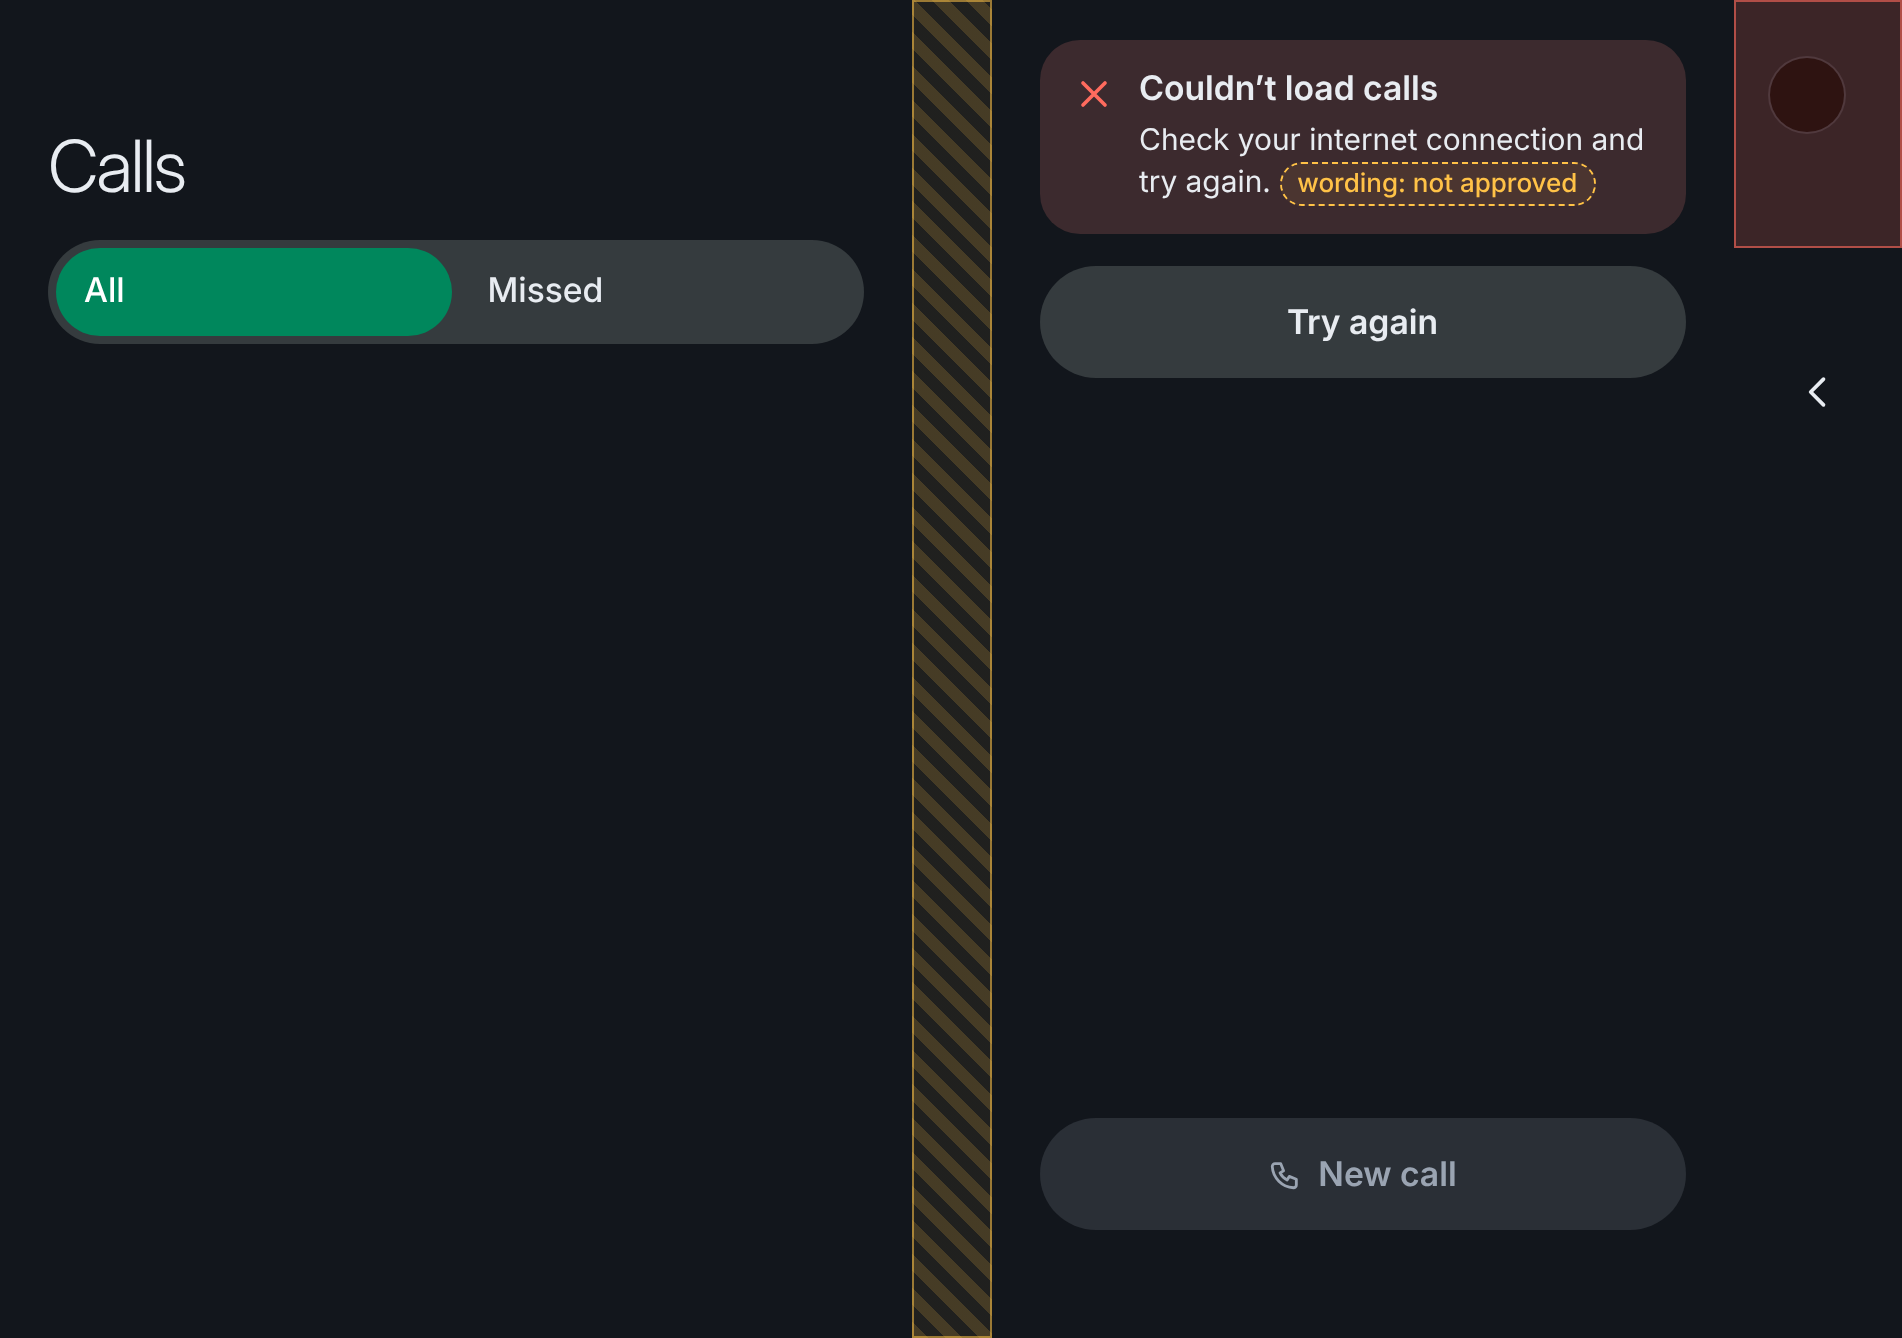 Calls
All
Missed
Couldn’t load calls
Check your internet connection and
try again. wording: not approved
Try again
New call